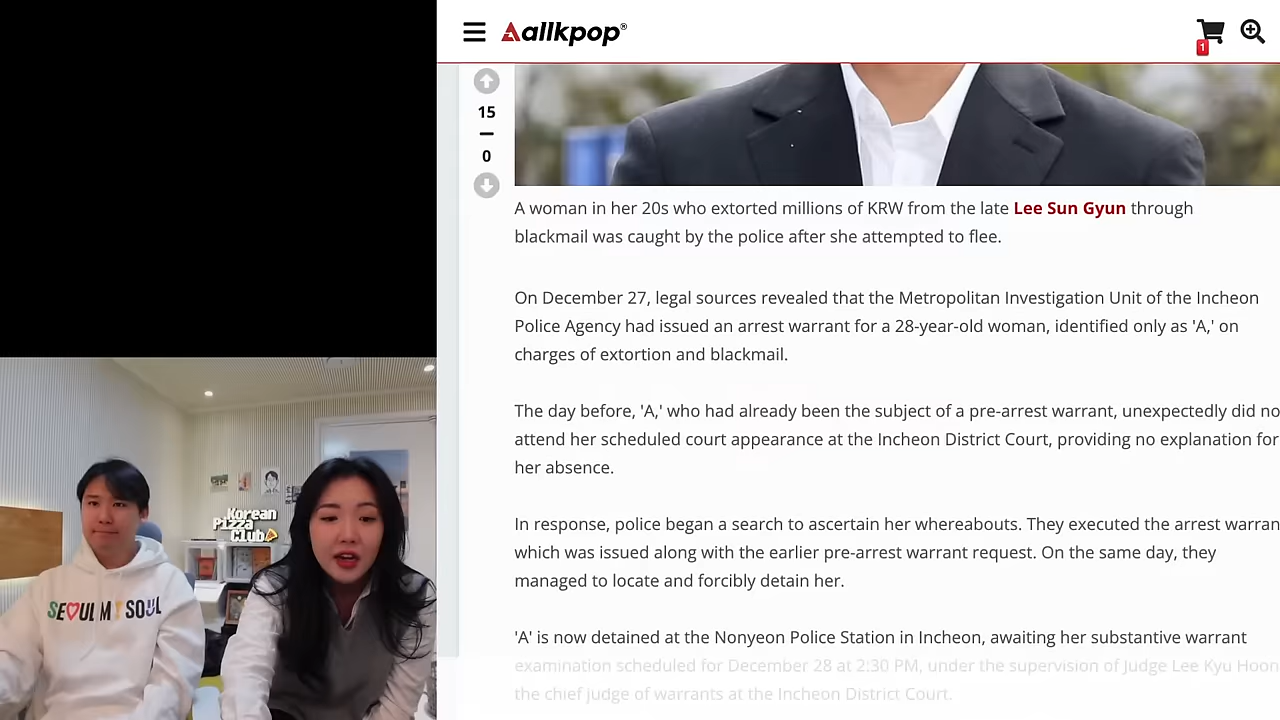 allkpop®
1
15
0
A woman in her 20s who extorted millions of KRW from the late Lee Sun Gyun through
blackmail was caught by the police after she attempted to flee.
On December 27, legal sources revealed that the Metropolitan Investigation Unit of the Incheon
Police Agency had issued an arrest warrant for a 28-year-old woman, identified only as 'A,' on
charges of extortion and blackmail.
The day before, 'A,' who had already been the subject of a pre-arrest warrant, unexpectedly did no
attend her scheduled court appearance at the Incheon District Court, providing no explanation for
her absence.
In response, police began a search to ascertain her whereabouts. They executed the arrest warran
which was issued along with the earlier pre-arrest warrant request. On the same day, they
managed to locate and forcibly detain her.
'A' is now detained at the Nonyeon Police Station in Incheon, awaiting her substantive warrant
examination scheduled for December 28 at 2:30 PM, under the supervision of Judge Lee Kyu Hoon
the chief judge of warrants at the Incheon District Court.
Korean
Pizza
Club
SEOUL MY SOUL